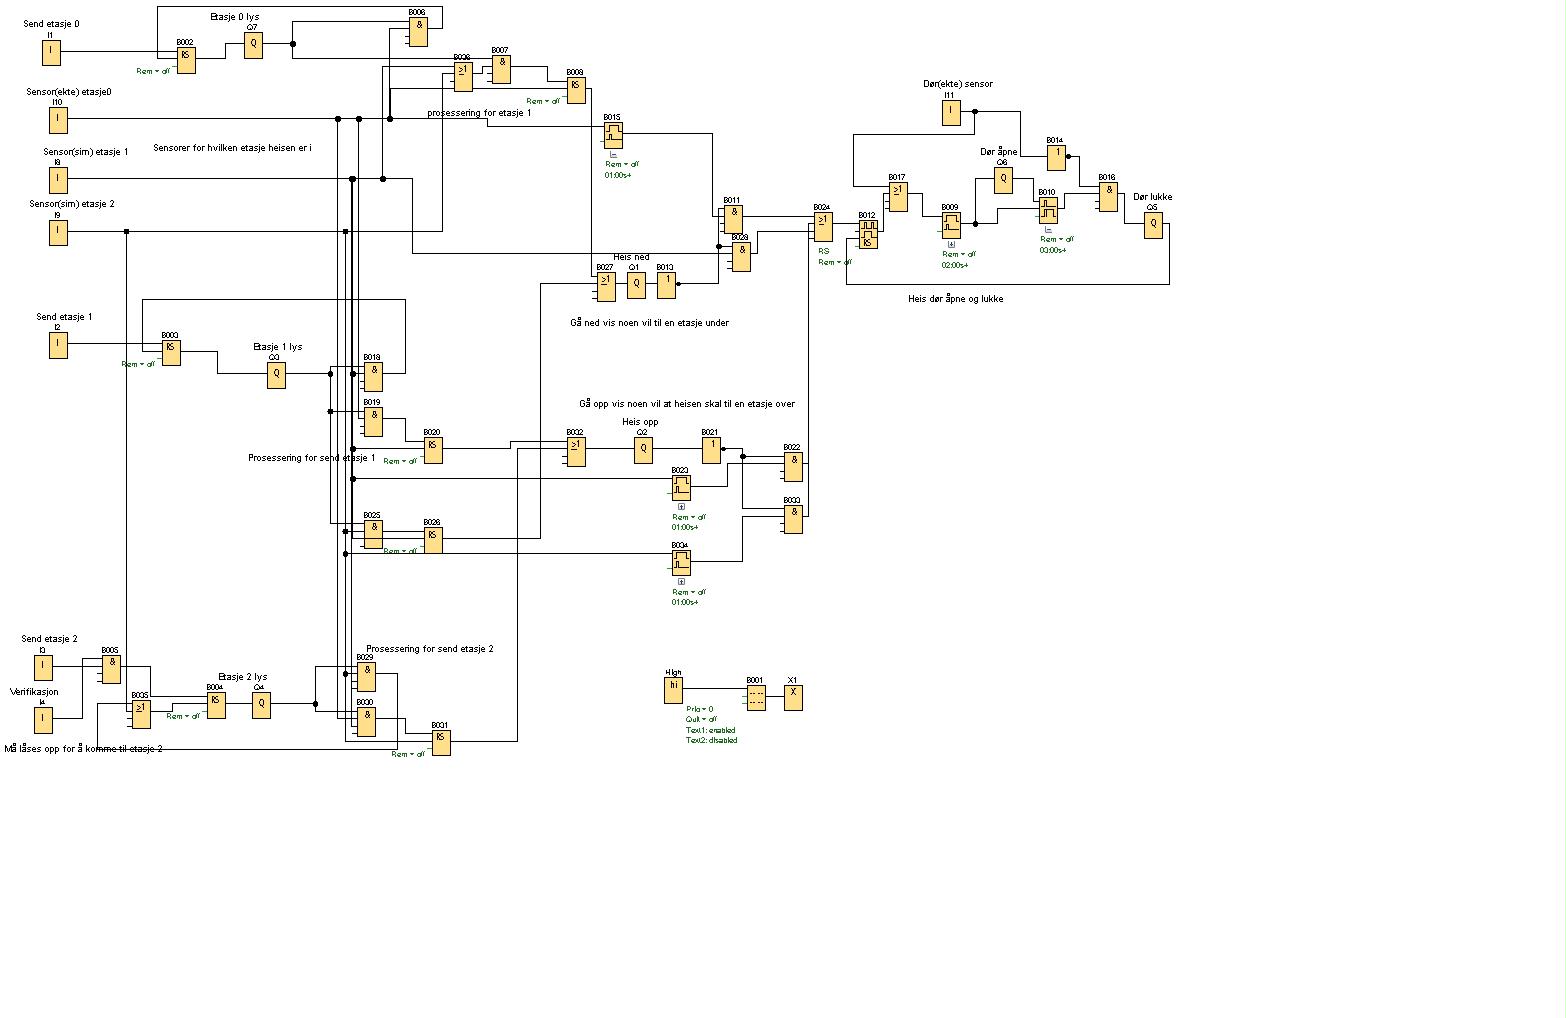 Send etasje 0
I1
I
B002
RS
Rem = off
Etasje 0 lys
Q7
Q
B006
&
B036
≥1
B007
&
B008
RS
Rem = off
Sensor(ekte) etasje0
I10
I
prosessering for etasje 1
Sensorer for hvilken etasje heisen er i
B015
Rem = off
01:00s+
Sensor(sim) etasje 1
I8
I
Sensor(sim) etasje 2
I9
I
Dør(ekte) sensor
I11
I
B014
1
Dør åpne
Q6
Q
B017
≥1
B010
Rem = off
03:00s+
B016
&
Dør lukke
Q5
Q
B011
&
B028
&
B024
≥1
RS
Rem = off
B012
RS
B009
Rem = off
02:00s+
Heis dør åpne og lukke
Heis ned
B027
≥1
Q1
Q
B013
1
Gå ned vis noen vil til en etasje under
Send etasje 1
I2
I
B003
RS
Rem = off
Etasje 1 lys
Q3
Q
B018
&
B019
&
B020
RS
Rem = off
Prosessering for send etasje 1
Gå opp vis noen vil at heisen skal til en etasje over
Heis opp
B032
≥1
Q2
Q
B021
1
B022
&
B023
Rem = off
01:00s+
B033
&
B025
&
B026
RS
Rem = off
B034
Rem = off
01:00s+
Send etasje 2
I3
I
B005
&
Verifikasjon
I4
I
B035
≥1
B004
RS
Rem = off
Etasje 2 lys
Q4
Q
Prosessering for send etasje 2
B029
&
B030
&
B031
RS
Rem = off
Må låses opp for å komme til etasje 2
High
hi
B001
X1
X
Prio = 0
Quit = off
Text1: enabled
Text2: disabled